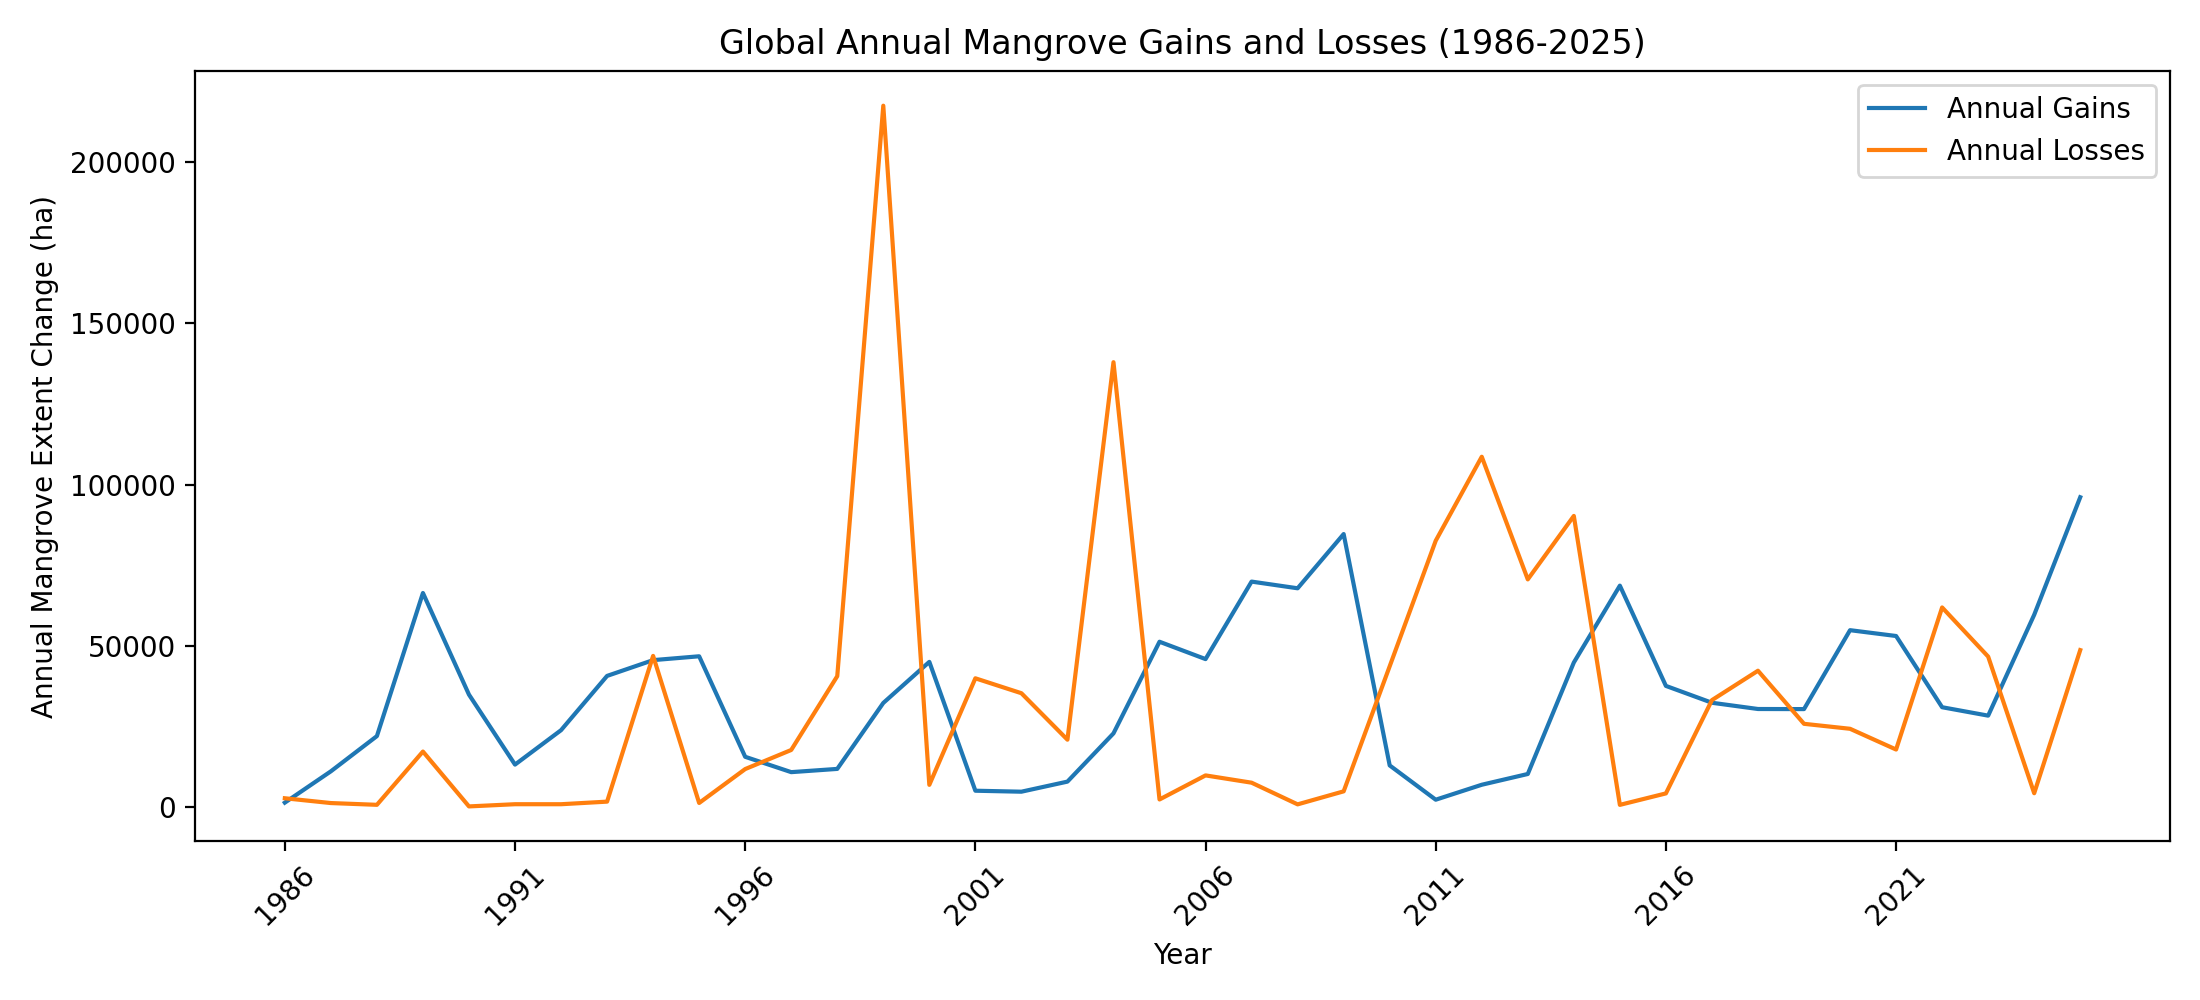 Global Annual Mangrove Gains and Losses (1986-2025)
Annual Gains
Annual Losses
Annual Mangrove Extent Change (ha)
200000
150000
100000
50000
0
1986
1991
1996
2001
2006
2011
2016
2021
Year